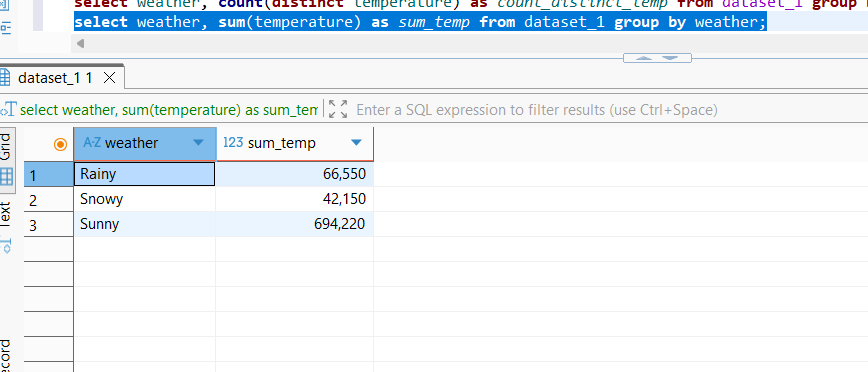 select weather, count(distinct temperature) as count_distinct_temp from dataset_1 group
select weather, sum(temperature) as sum_temp from dataset_1 group by weather;
dataset_1 1
select weather, sum(temperature) as sum_tem
Enter a SQL expression to filter results (use Ctrl+Space)
Grid
Text
A-Z weather 123 sum_temp
1 Rainy 66,550
2 Snowy 42,150
3 Sunny 694,220